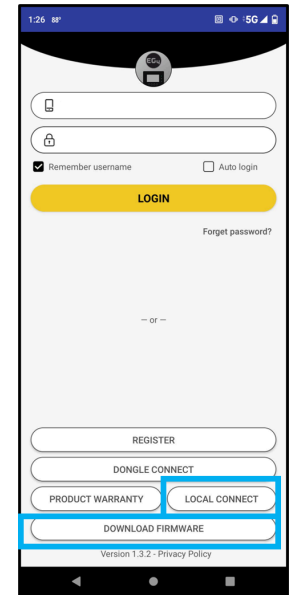 1:26 88°
5G
EG4
Remember username
Auto login
LOGIN
Forget password?
— or —
REGISTER
DONGLE CONNECT
PRODUCT WARRANTY
LOCAL CONNECT
DOWNLOAD FIRMWARE
Version 1.3.2 - Privacy Policy